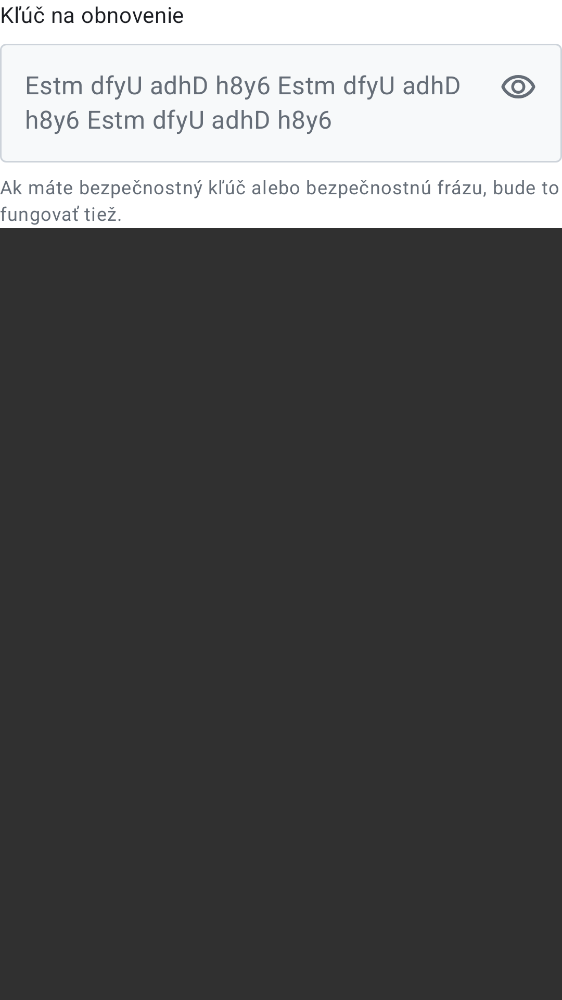 Kľúč na obnovenie
Estm dfyU adhD h8y6 Estm dfyU adhD
h8y6 Estm dfyU adhD h8y6
Ak máte bezpečnostný kľúč alebo bezpečnostnú frázu, bude to
fungovať tiež.